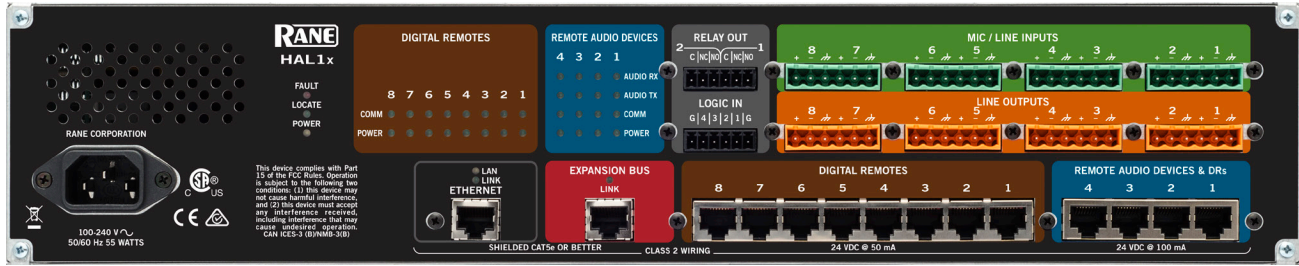 RANE
HAL1x
FAULT
LOCATE
POWER
RANE CORPORATION
100-240 V
50/60 Hz 55 WATTS
C US
CE
This device complies with Part
15 of the FCC Rules. Operation
is subject to the following two
conditions: (1) this device may
not cause harmful interference,
and (2) this device must accept
any interference received,
including interference that may
cause undesired operation.
CAN ICES-3 (B)/NMB-3(B)
DIGITAL REMOTES
8 7 6 5 4 3 2 1
COMM
POWER
REMOTE AUDIO DEVICES
4 3 2 1
AUDIO RX
AUDIO TX
COMM
POWER
RELAY OUT
2 1
C|NC|NO|C|NC|NO
LOGIC IN
G|4|3|2|1|G
MIC / LINE INPUTS
8 7 6 5 4 3 2 1
+ − + − + − + − + − + − + − + −
LINE OUTPUTS
8 7 6 5 4 3 2 1
+ − + − + − + − + − + − + − + −
LAN
LINK
ETHERNET
EXPANSION BUS
LINK
DIGITAL REMOTES
8 7 6 5 4 3 2 1
REMOTE AUDIO DEVICES & DRs
4 3 2 1
SHIELDED CAT5e OR BETTER
CLASS 2 WIRING
24 VDC @ 50 mA
24 VDC @ 100 mA